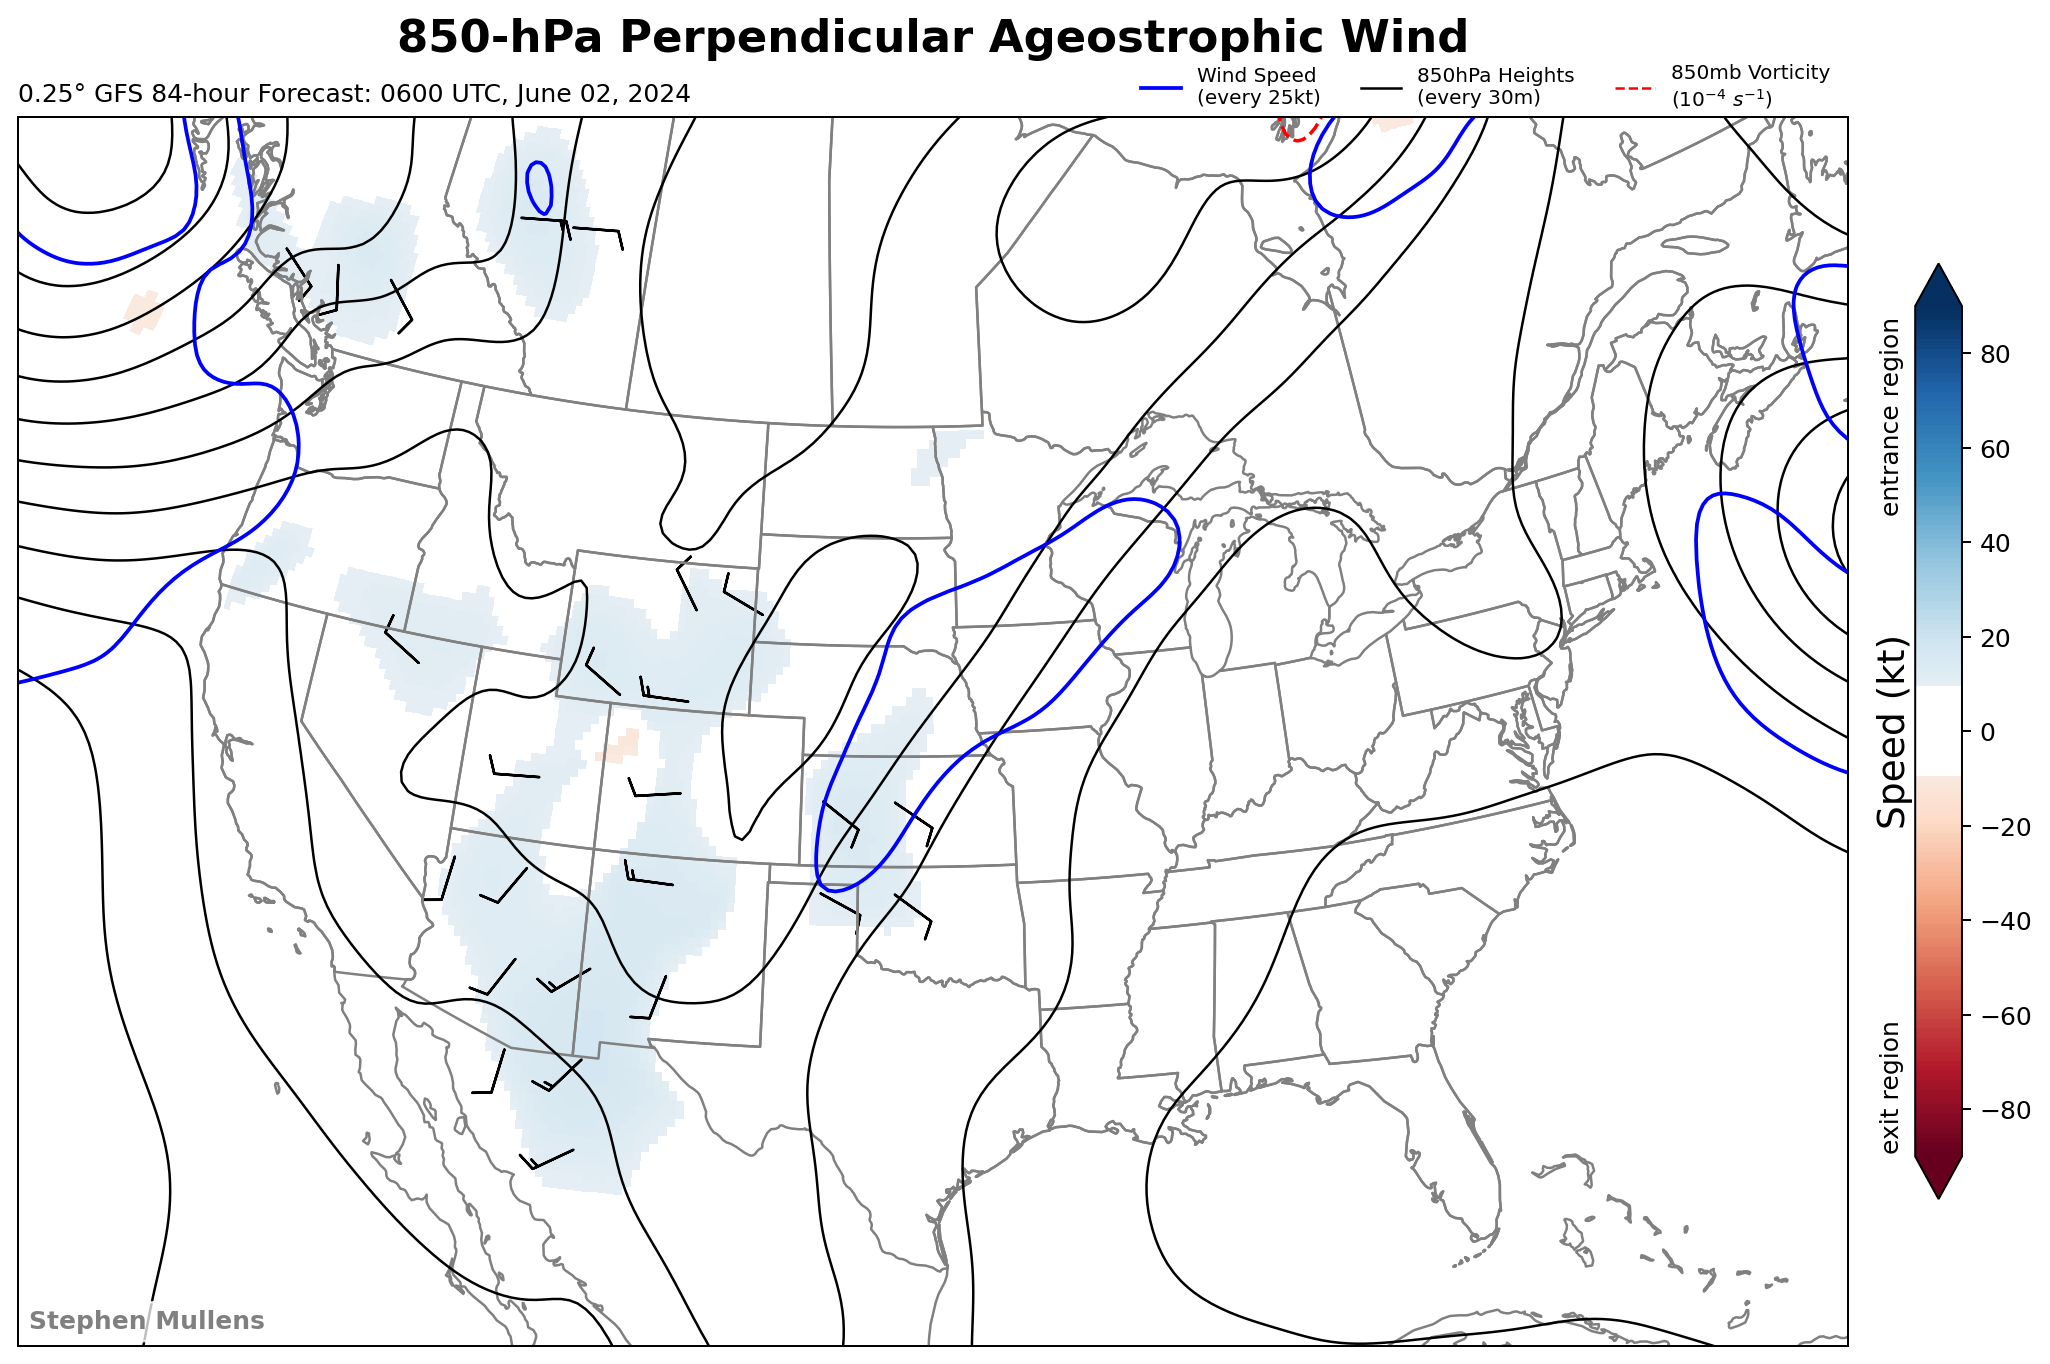 850-hPa Perpendicular Ageostrophic Wind
0.25° GFS 84-hour Forecast: 0600 UTC, June 02, 2024
Wind Speed
(every 25kt)
850hPa Heights
(every 30m)
850mb Vorticity
(10⁻⁴ s⁻¹)
entrance region
Speed (kt)
exit region
80
60
40
20
0
−20
−40
−60
−80
Stephen Mullens